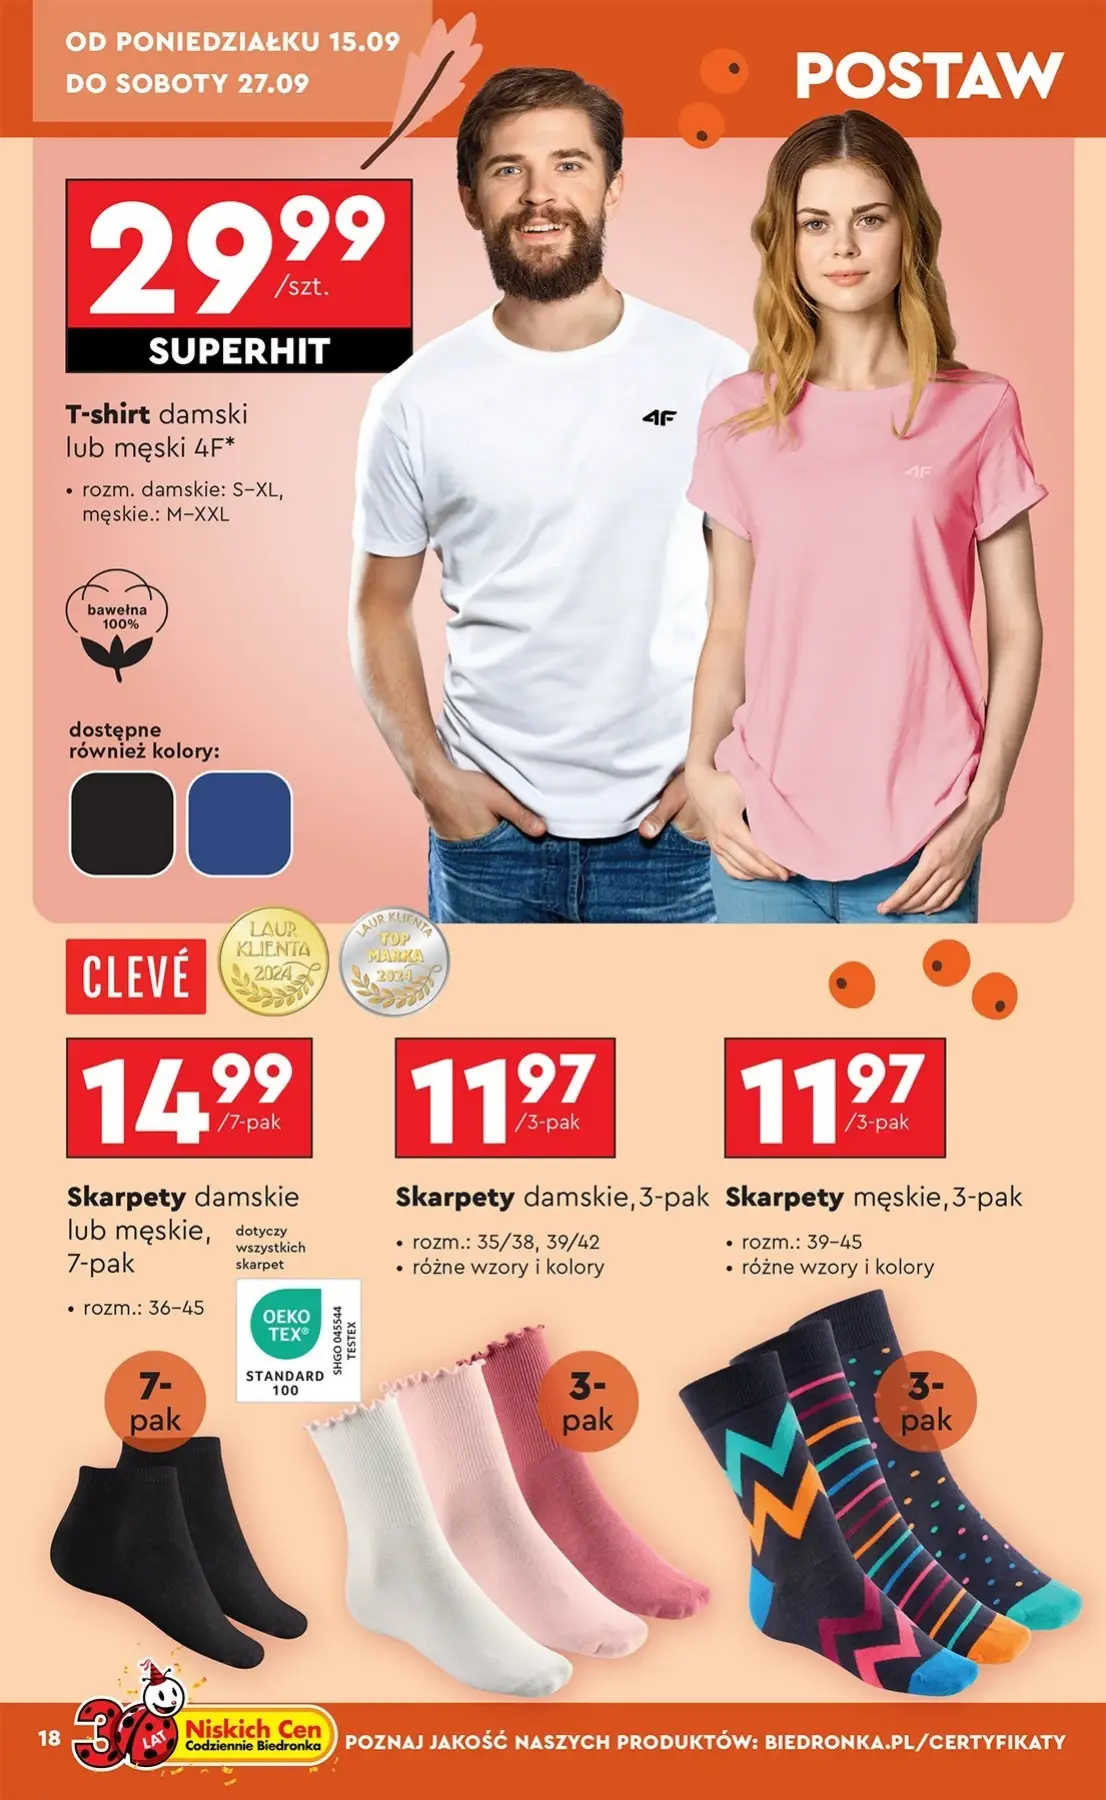 OD PONIEDZIAŁKU 15.09
DO SOBOTY 27.09
POSTAW
29 99
/szt.
SUPERHIT
T-shirt damski
lub męski 4F*
• rozm. damskie: S–XL,
męskie.: M–XXL
bawełna
100%
dostępne
również kolory:
4F
4F
CLEVÉ
LAUR
KLIENTA
2024
LAUR KLIENTA
TOP
MARKA
2024
14 99
/7-pak
Skarpety damskie
lub męskie,
7-pak
• rozm.: 36–45
dotyczy
wszystkich
skarpet
OEKO
TEX®
STANDARD
100
SHGO 045544
TESTEX
7-
pak
11 97
/3-pak
Skarpety damskie, 3-pak
• rozm.: 35/38, 39/42
• różne wzory i kolory
3-
pak
11 97
/3-pak
Skarpety męskie, 3-pak
• rozm.: 39–45
• różne wzory i kolory
3-
pak
18
30
LAT
Niskich Cen
Codziennie Biedronka
POZNAJ JAKOŚĆ NASZYCH PRODUKTÓW: BIEDRONKA.PL/CERTYFIKATY